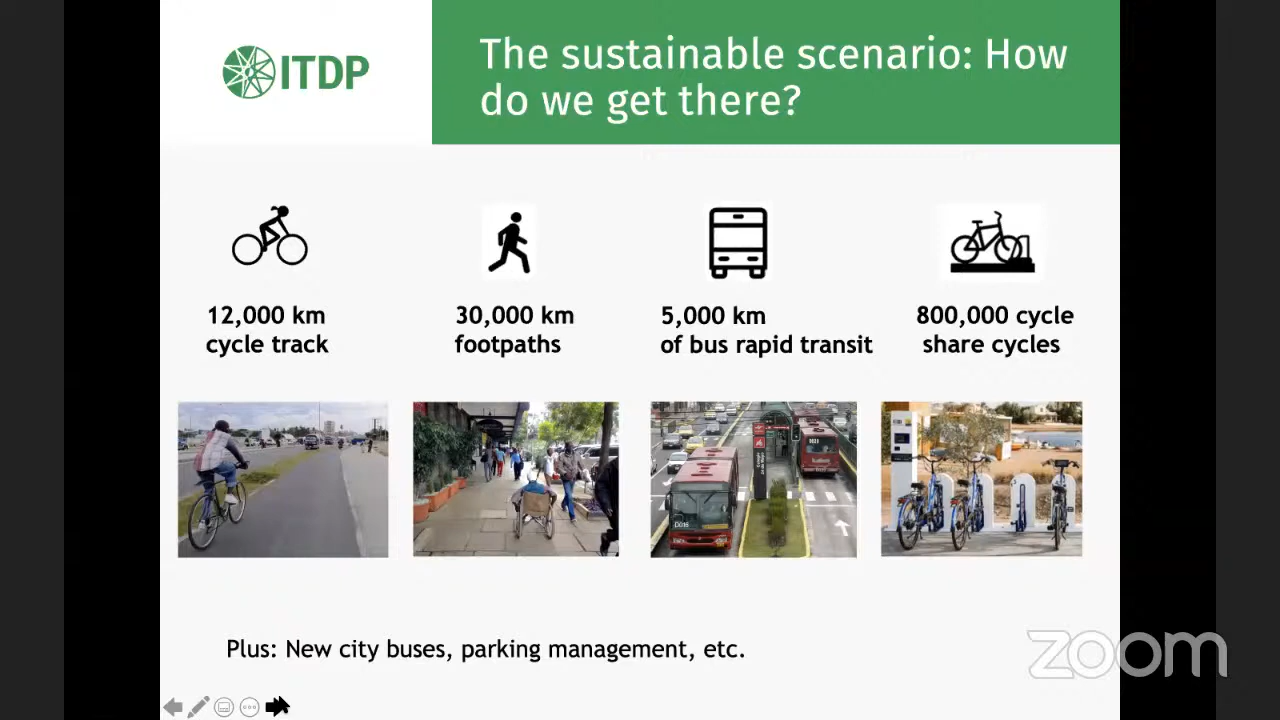 ITDP
The sustainable scenario: How
do we get there?
12,000 km
cycle track
30,000 km
footpaths
5,000 km
of bus rapid transit
800,000 cycle
share cycles
Plus: New city buses, parking management, etc.
zoom